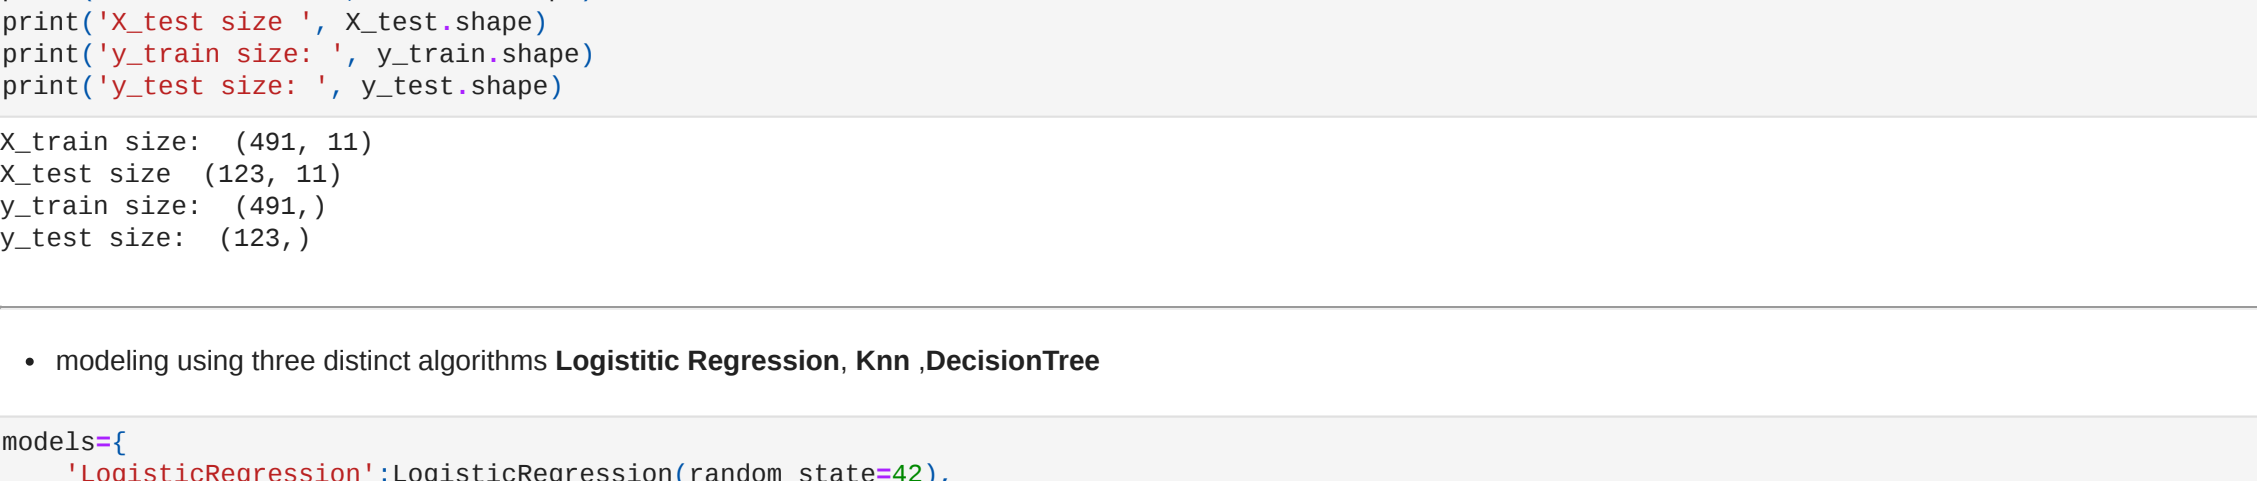 print('X_test size ', X_test.shape)
print('y_train size: ', y_train.shape)
print('y_test size: ', y_test.shape)
X_train size:  (491, 11)
X_test size  (123, 11)
y_train size:  (491,)
y_test size:  (123,)
• modeling using three distinct algorithms Logistitic Regression, Knn ,DecisionTree
models={
    'LogisticRegression':LogisticRegression(random_state=42),